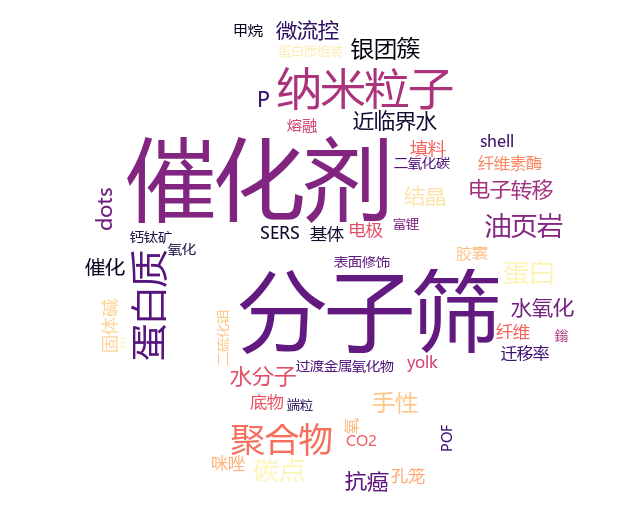 甲烷
微流控
蛋白质组装
银团簇
P
纳米粒子
近临界水
熔融
催化剂
填料
shell
二氧化碳
纤维素酶
dots
结晶
电子转移
SERS
基体
电极
富锂
油页岩
钙钛矿
氧化
催化
蛋白质
表面修饰
胶囊
蛋白
分子筛
固体碱
水氧化
二硫化钼
纤维
迁移率
鎓
水分子
过渡金属氧化物
yolk
底物
端粒
手性
氧
聚合物
CO2
POF
咪唑
碳点
抗癌
孔笼